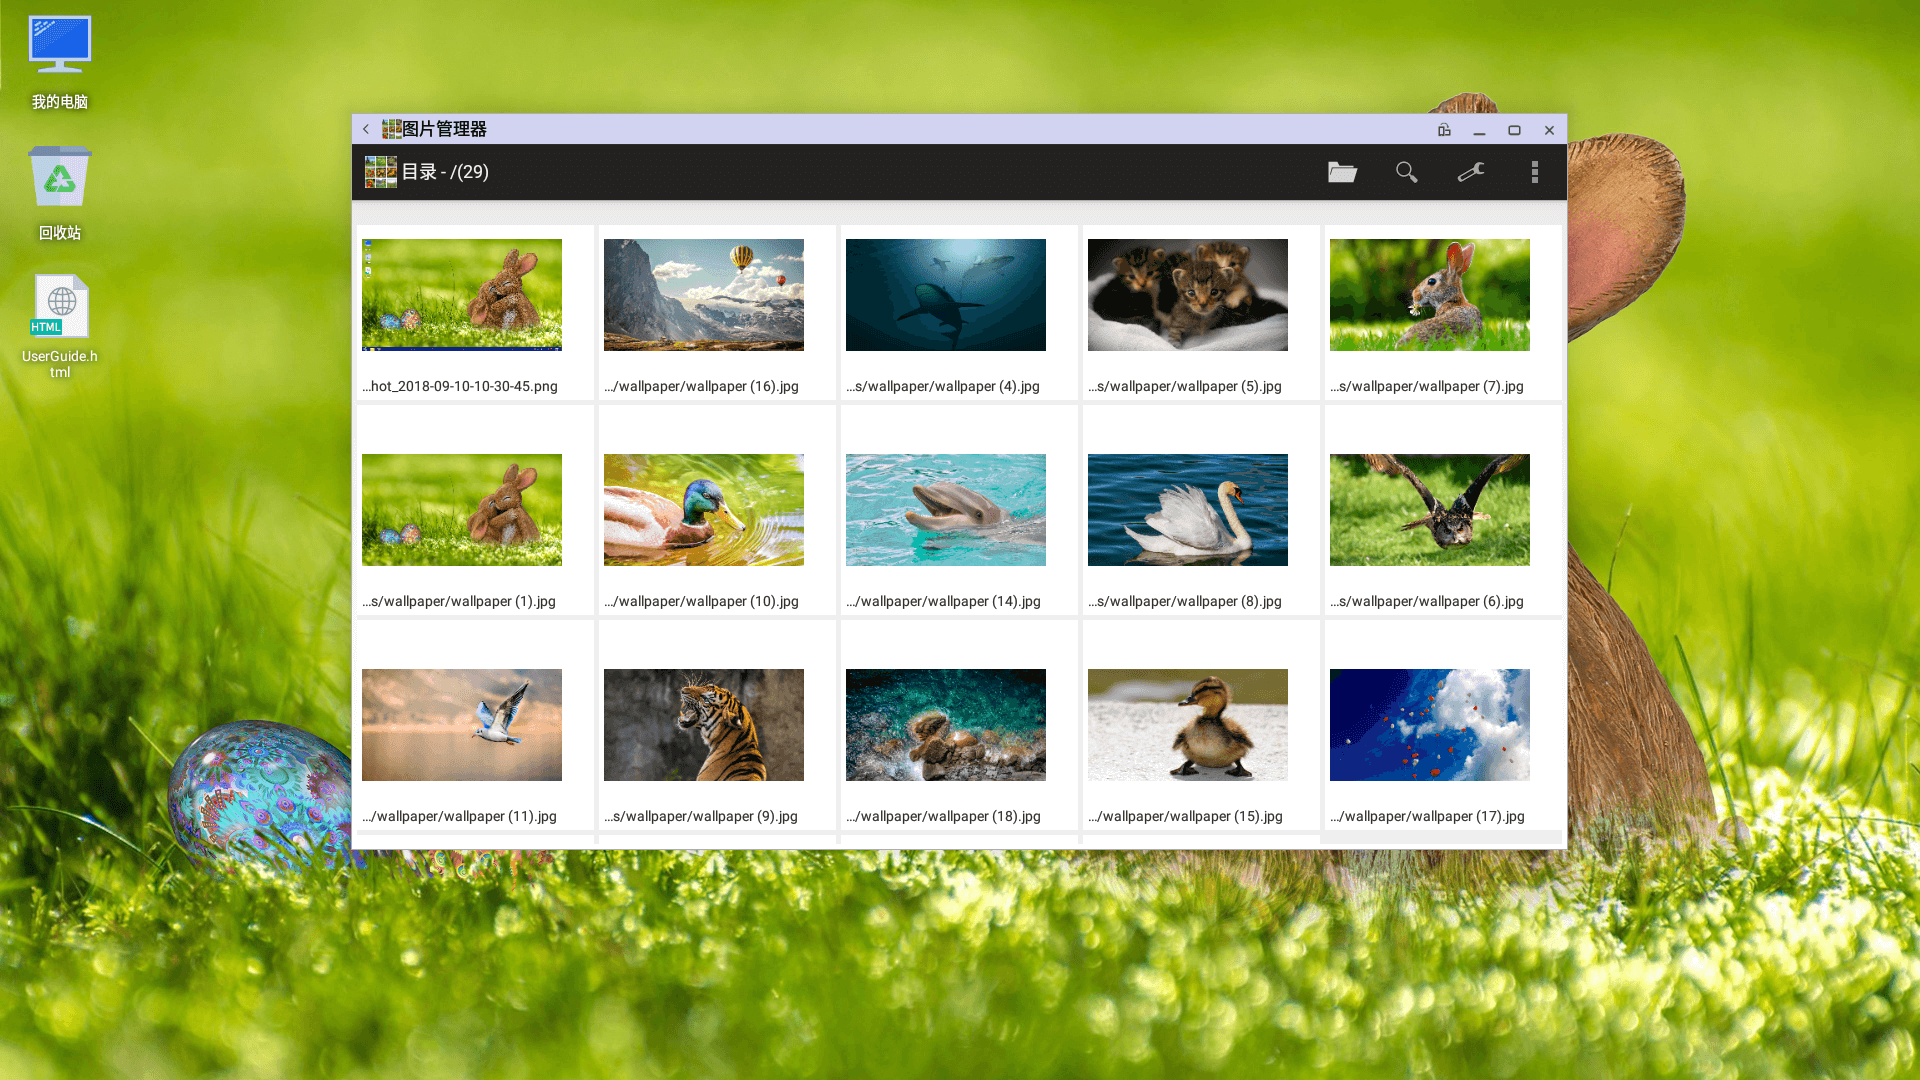 我的电脑
回收站
HTML
UserGuide.h
tml
图片管理器
目录 - /(29)
...hot_2018-09-10-10-30-45.png
.../wallpaper/wallpaper (16).jpg
...s/wallpaper/wallpaper (4).jpg
...s/wallpaper/wallpaper (5).jpg
...s/wallpaper/wallpaper (7).jpg
...s/wallpaper/wallpaper (1).jpg
.../wallpaper/wallpaper (10).jpg
.../wallpaper/wallpaper (14).jpg
...s/wallpaper/wallpaper (8).jpg
...s/wallpaper/wallpaper (6).jpg
.../wallpaper/wallpaper (11).jpg
...s/wallpaper/wallpaper (9).jpg
.../wallpaper/wallpaper (18).jpg
.../wallpaper/wallpaper (15).jpg
.../wallpaper/wallpaper (17).jpg